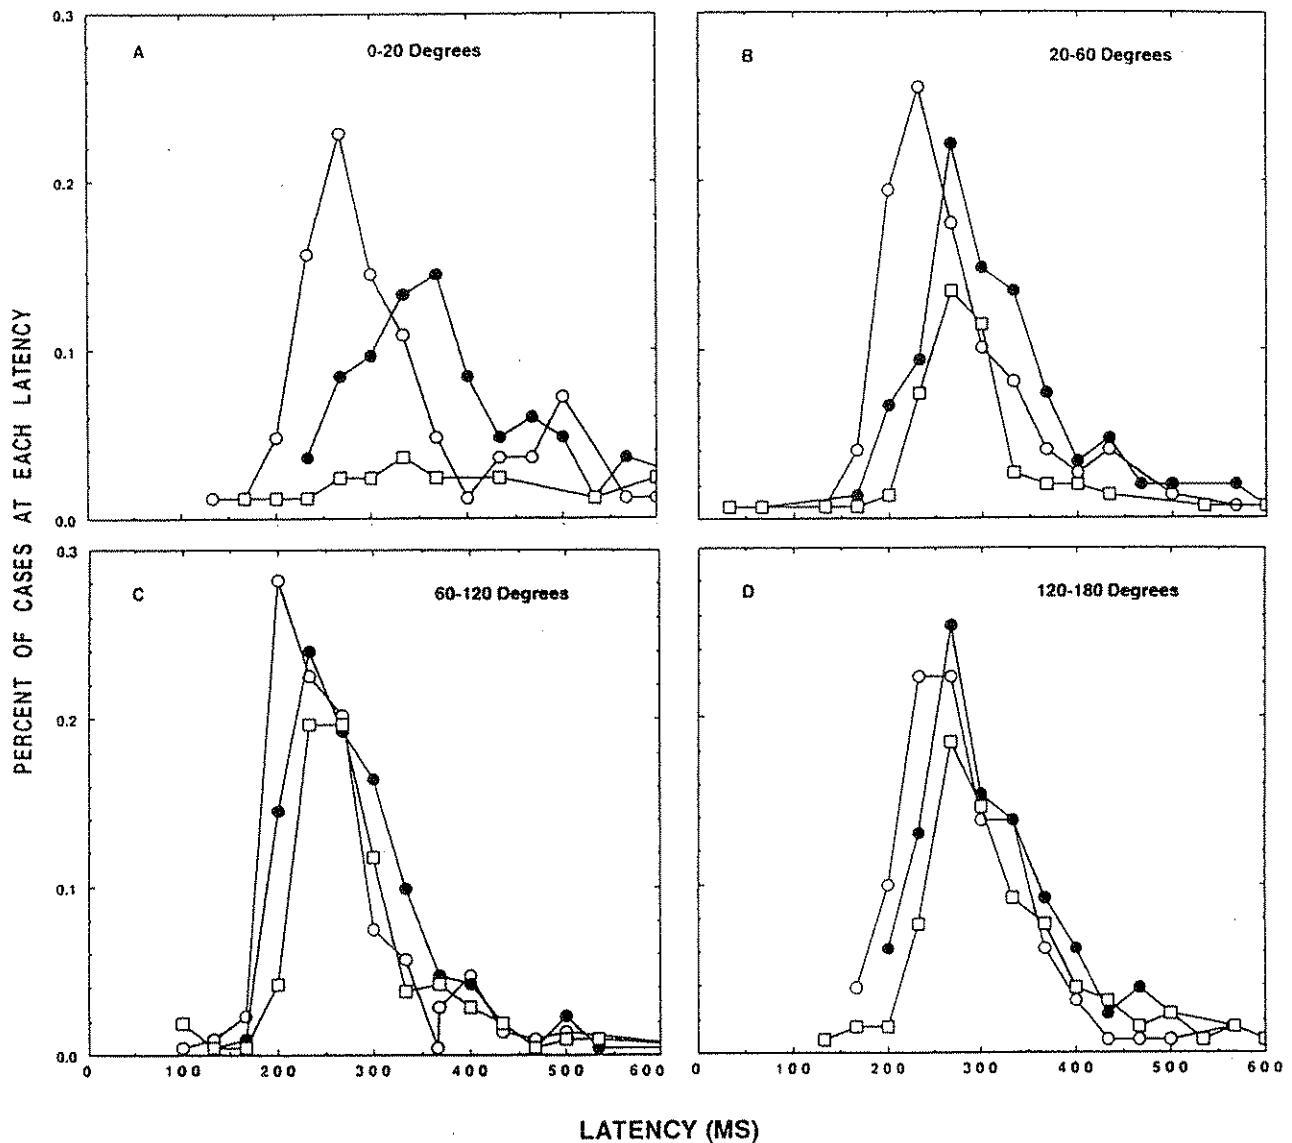 0.3
A
0-20 Degrees
B
20-60 Degrees
0.2
0.1
0.0
0.3
C
60-120 Degrees
D
120-180 Degrees
0.2
0.1
0.0
0 100 200 300 400 500 600
0 100 200 300 400 500 600
PERCENT OF CASES AT EACH LATENCY
LATENCY (MS)